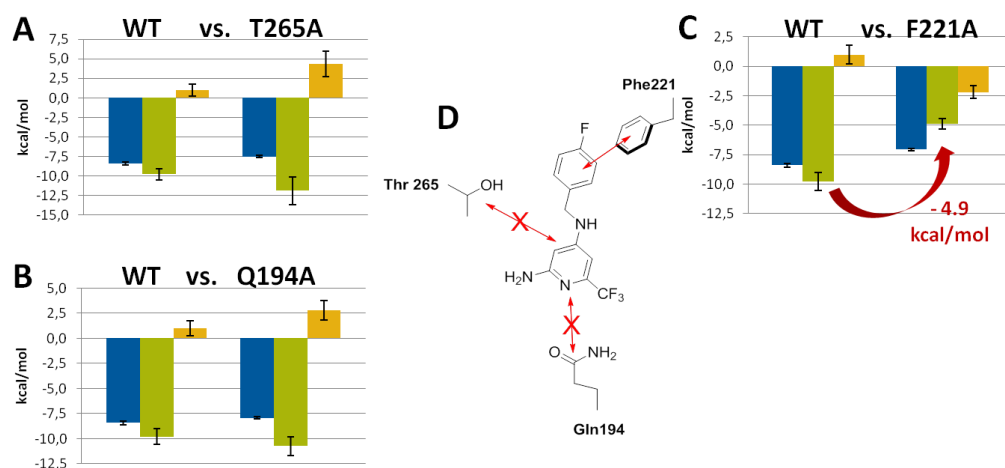 A
WT vs. T265A
7,5
5,0
2,5
0,0
-2,5
-5,0
-7,5
-10,0
-12,5
-15,0
kcal/mol
B
WT vs. Q194A
5,0
2,5
0,0
-2,5
-5,0
-7,5
-10,0
-12,5
kcal/mol
D
Phe221
F
Thr 265
OH
X
NH
H₂N
N
CF₃
X
O
NH₂
Gln194
C
WT vs. F221A
2,5
0,0
-2,5
-5,0
-7,5
-10,0
-12,5
kcal/mol
- 4.9
kcal/mol